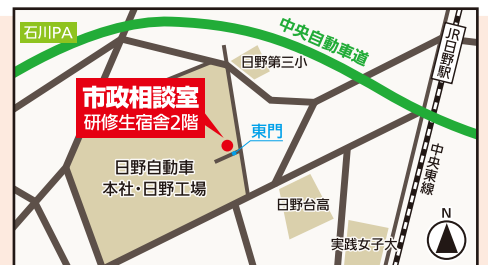 石川PA
中央自動車道
JR日野駅
日野第三小
市政相談室
研修生宿舎2階
東門
中央東線
日野自動車
本社・日野工場
日野台高
N
実践女子大